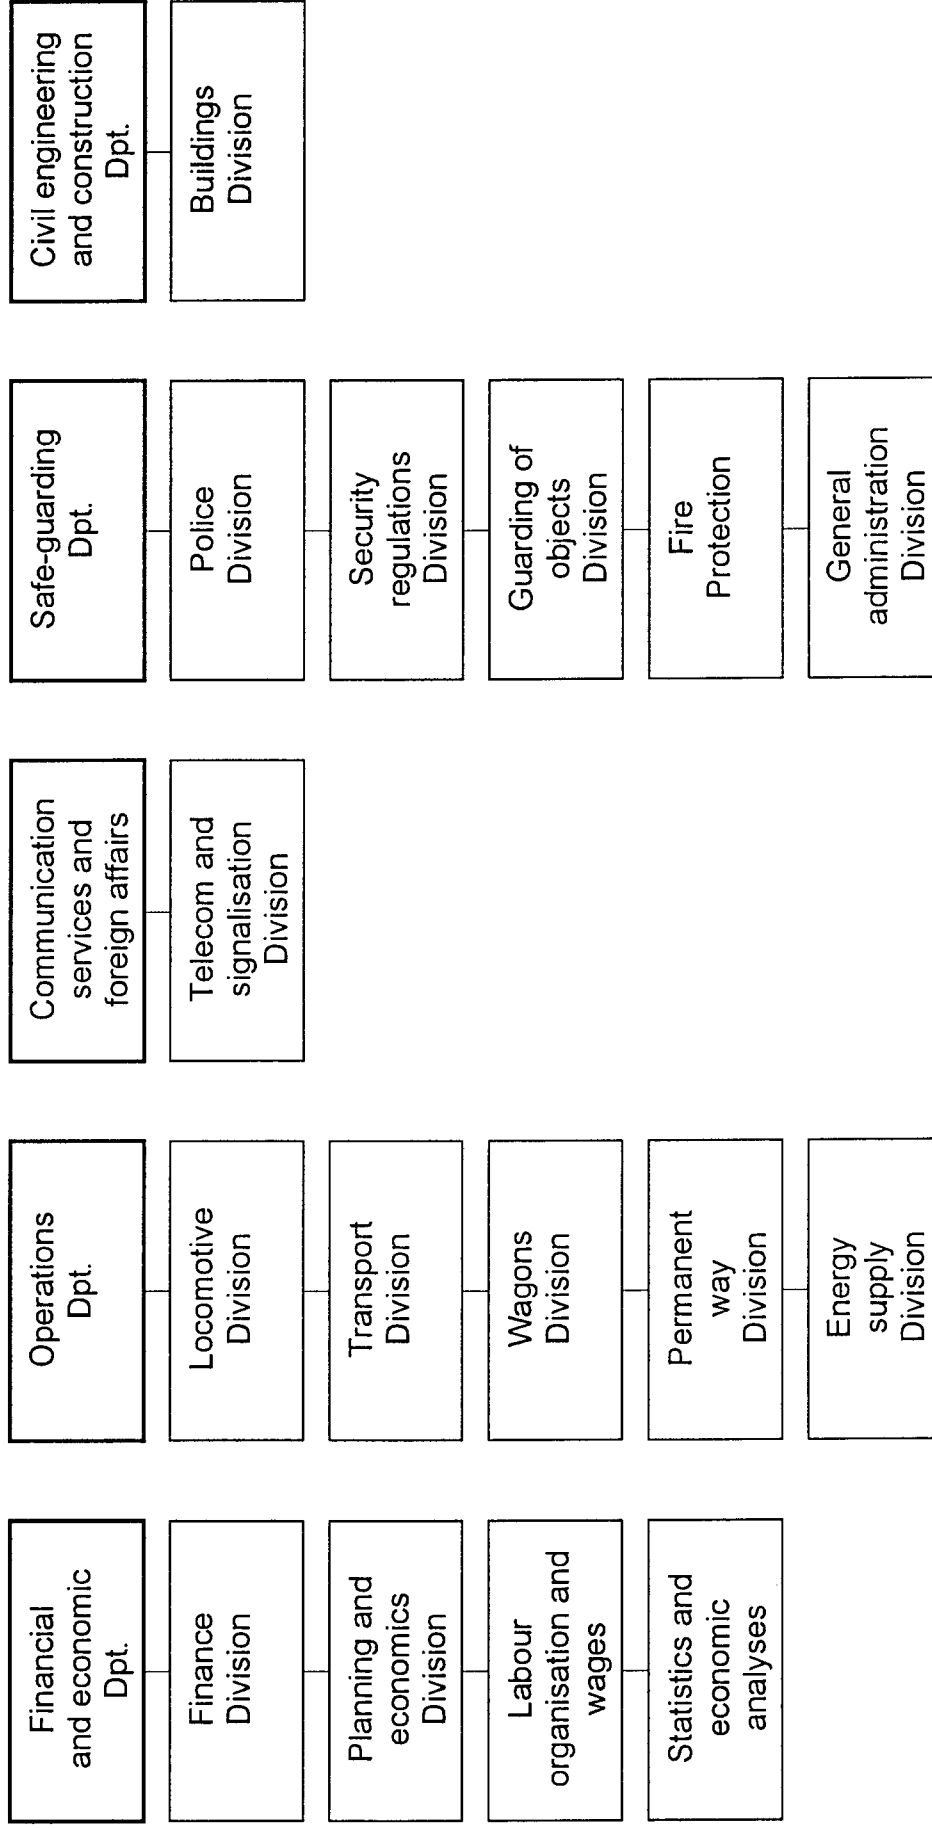 Financial
and economic
Dpt.
Finance
Division
Planning and
economics
Division
Labour
organisation and
wages
Statistics and
economic
analyses
Operations
Dpt.
Locomotive
Division
Transport
Division
Wagons
Division
Permanent
way
Division
Energy
supply
Division
Communication
services and
foreign affairs
Telecom and
signalisation
Division
Safe-guarding
Dpt.
Police
Division
Security
regulations
Division
Guarding of
objects
Division
Fire
Protection
General
administration
Division
Civil engineering
and construction
Dpt.
Buildings
Division